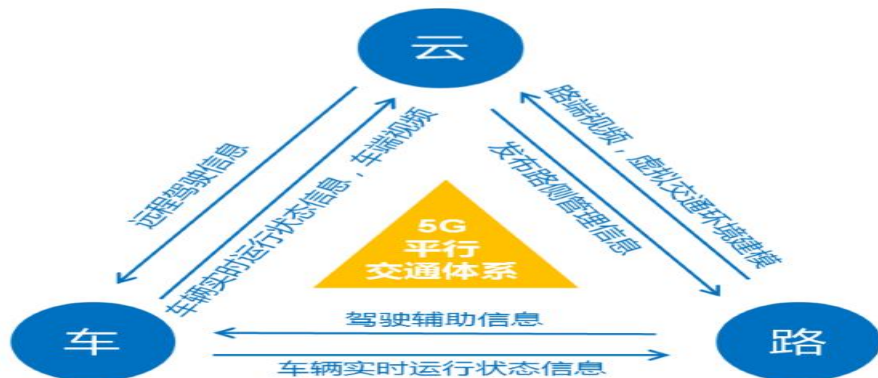 云
远程驾驶信息
车辆实时运行状态信息，车端视频
路端视频，虚拟交通环境建模
发布路侧管理信息
5G
平行
交通体系
车
驾驶辅助信息
路
车辆实时运行状态信息